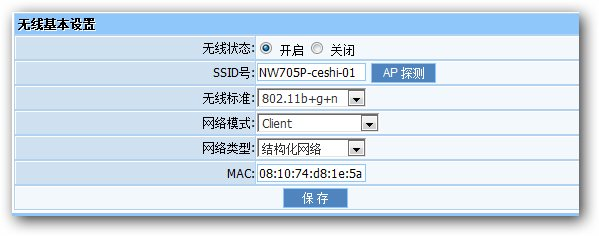 无线基本设置
无线状态: 开启 关闭
SSID号: NW705P-ceshi-01 AP 探测
无线标准: 802.11b+g+n
网络模式: Client
网络类型: 结构化网络
MAC: 08:10:74:d8:1e:5a
保 存